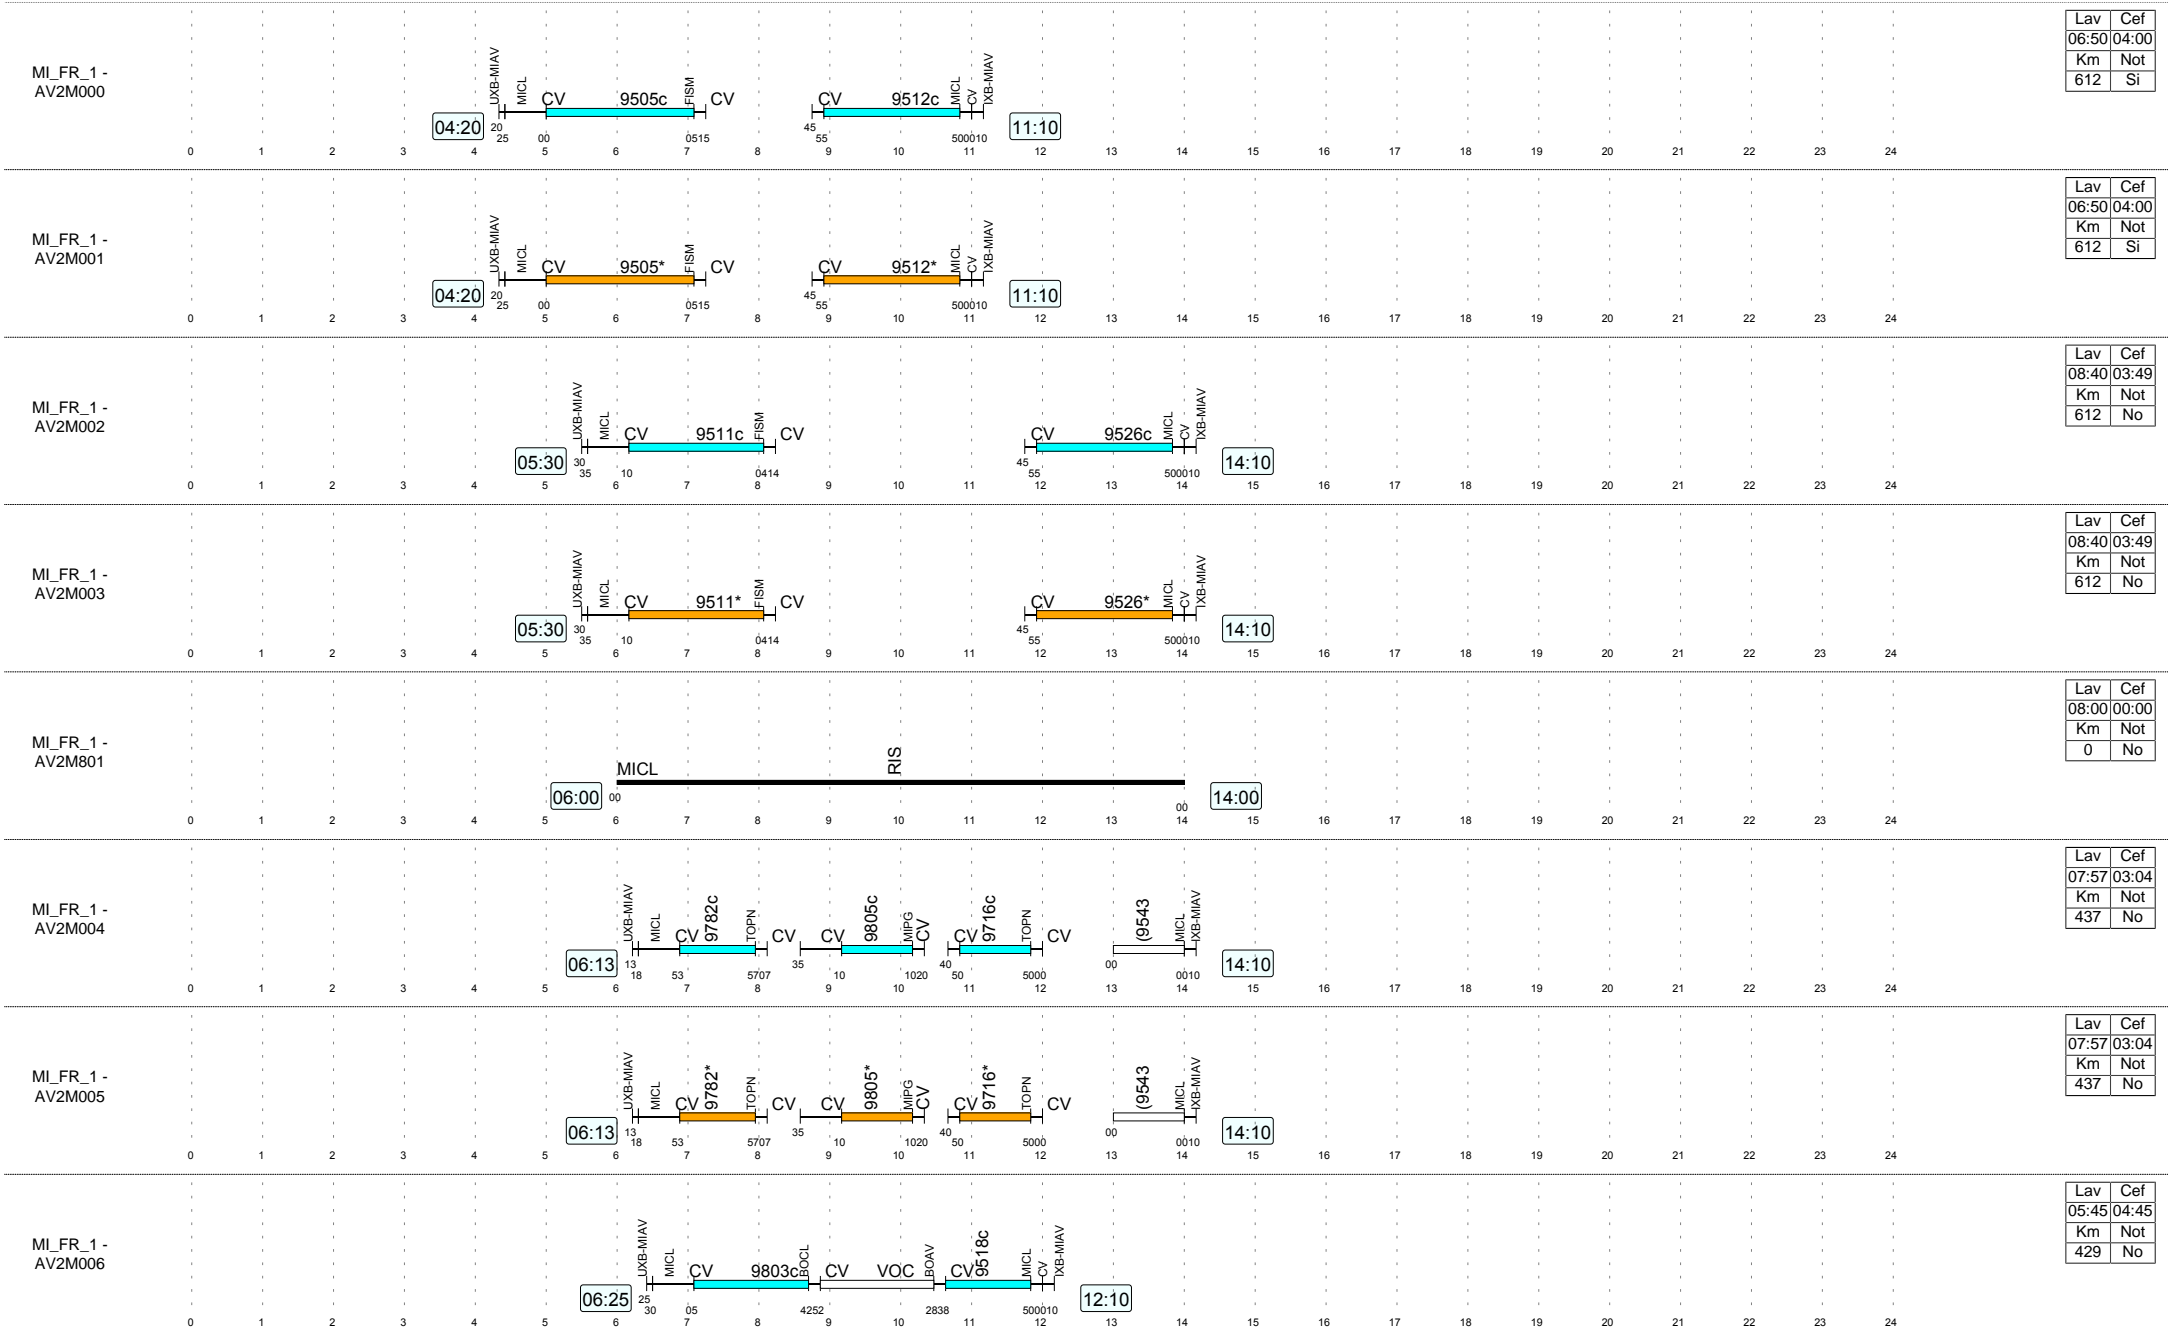 Lav Cef
06:50 04:00
Km Not
612 Si
MI_FR_1 -
AV2M000
UXB-MIAV MICL CV 9505c FISM CV CV 9512c MICL CV IXB-MIAV
04:20 20 25 00 0515 45 55 500010 11:10
0 1 2 3 4 5 6 7 8 9 10 11 12 13 14 15 16 17 18 19 20 21 22 23 24
Lav Cef
06:50 04:00
Km Not
612 Si
MI_FR_1 -
AV2M001
UXB-MIAV MICL CV 9505* FISM CV CV 9512* MICL CV IXB-MIAV
04:20 20 25 00 0515 45 55 500010 11:10
0 1 2 3 4 5 6 7 8 9 10 11 12 13 14 15 16 17 18 19 20 21 22 23 24
Lav Cef
08:40 03:49
Km Not
612 No
MI_FR_1 -
AV2M002
UXB-MIAV MICL CV 9511c FISM CV CV 9526c MICL CV IXB-MIAV
05:30 30 35 10 0414 45 55 500010 14:10
0 1 2 3 4 5 6 7 8 9 10 11 12 13 14 15 16 17 18 19 20 21 22 23 24
Lav Cef
08:40 03:49
Km Not
612 No
MI_FR_1 -
AV2M003
UXB-MIAV MICL CV 9511* FISM CV CV 9526* MICL CV IXB-MIAV
05:30 30 35 10 0414 45 55 500010 14:10
0 1 2 3 4 5 6 7 8 9 10 11 12 13 14 15 16 17 18 19 20 21 22 23 24
Lav Cef
08:00 00:00
Km Not
0 No
MI_FR_1 -
AV2M801
MICL RIS
06:00 00 00 14:00
0 1 2 3 4 5 6 7 8 9 10 11 12 13 14 15 16 17 18 19 20 21 22 23 24
Lav Cef
07:57 03:04
Km Not
437 No
MI_FR_1 -
AV2M004
UXB-MIAV MICL CV 9782c TOPN CV CV 9805c MIPG CV CV 9716c TOPN CV (9543 MICL IXB-MIAV
06:13 13 18 53 5707 35 10 1020 40 50 5000 00 0010 14:10
0 1 2 3 4 5 6 7 8 9 10 11 12 13 14 15 16 17 18 19 20 21 22 23 24
Lav Cef
07:57 03:04
Km Not
437 No
MI_FR_1 -
AV2M005
UXB-MIAV MICL CV 9782* TOPN CV CV 9805* MIPG CV CV 9716* TOPN CV (9543 MICL IXB-MIAV
06:13 13 18 53 5707 35 10 1020 40 50 5000 00 0010 14:10
0 1 2 3 4 5 6 7 8 9 10 11 12 13 14 15 16 17 18 19 20 21 22 23 24
Lav Cef
05:45 04:45
Km Not
429 No
MI_FR_1 -
AV2M006
UXB-MIAV MICL CV 9803c BOCL CV VOC BOAV CV 9518c MICL CV IXB-MIAV
06:25 25 30 05 4252 2838 500010 12:10
0 1 2 3 4 5 6 7 8 9 10 11 12 13 14 15 16 17 18 19 20 21 22 23 24